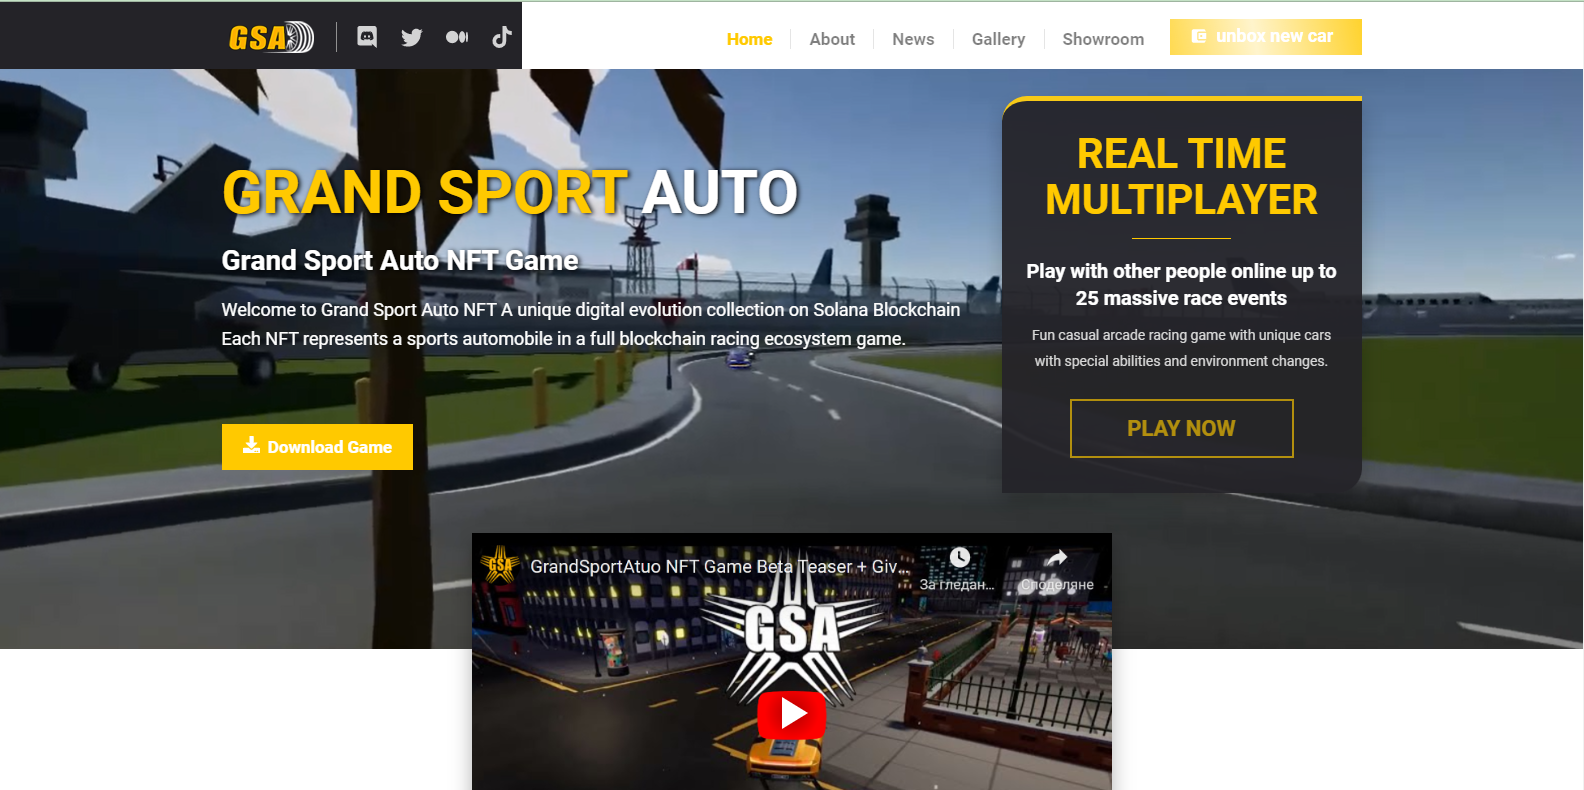 GSA
Home
About
News
Gallery
Showroom
unbox new car
GRAND SPORT AUTO
Grand Sport Auto NFT Game
Welcome to Grand Sport Auto NFT A unique digital evolution collection on Solana Blockchain
Each NFT represents a sports automobile in a full blockchain racing ecosystem game.
Download Game
REAL TIME
MULTIPLAYER
Play with other people online up to
25 massive race events
Fun casual arcade racing game with unique cars
with special abilities and environment changes.
PLAY NOW
GSA
GrandSportAtuo NFT Game Beta Teaser + Giv...
За гледан...
Споделяне
GSA